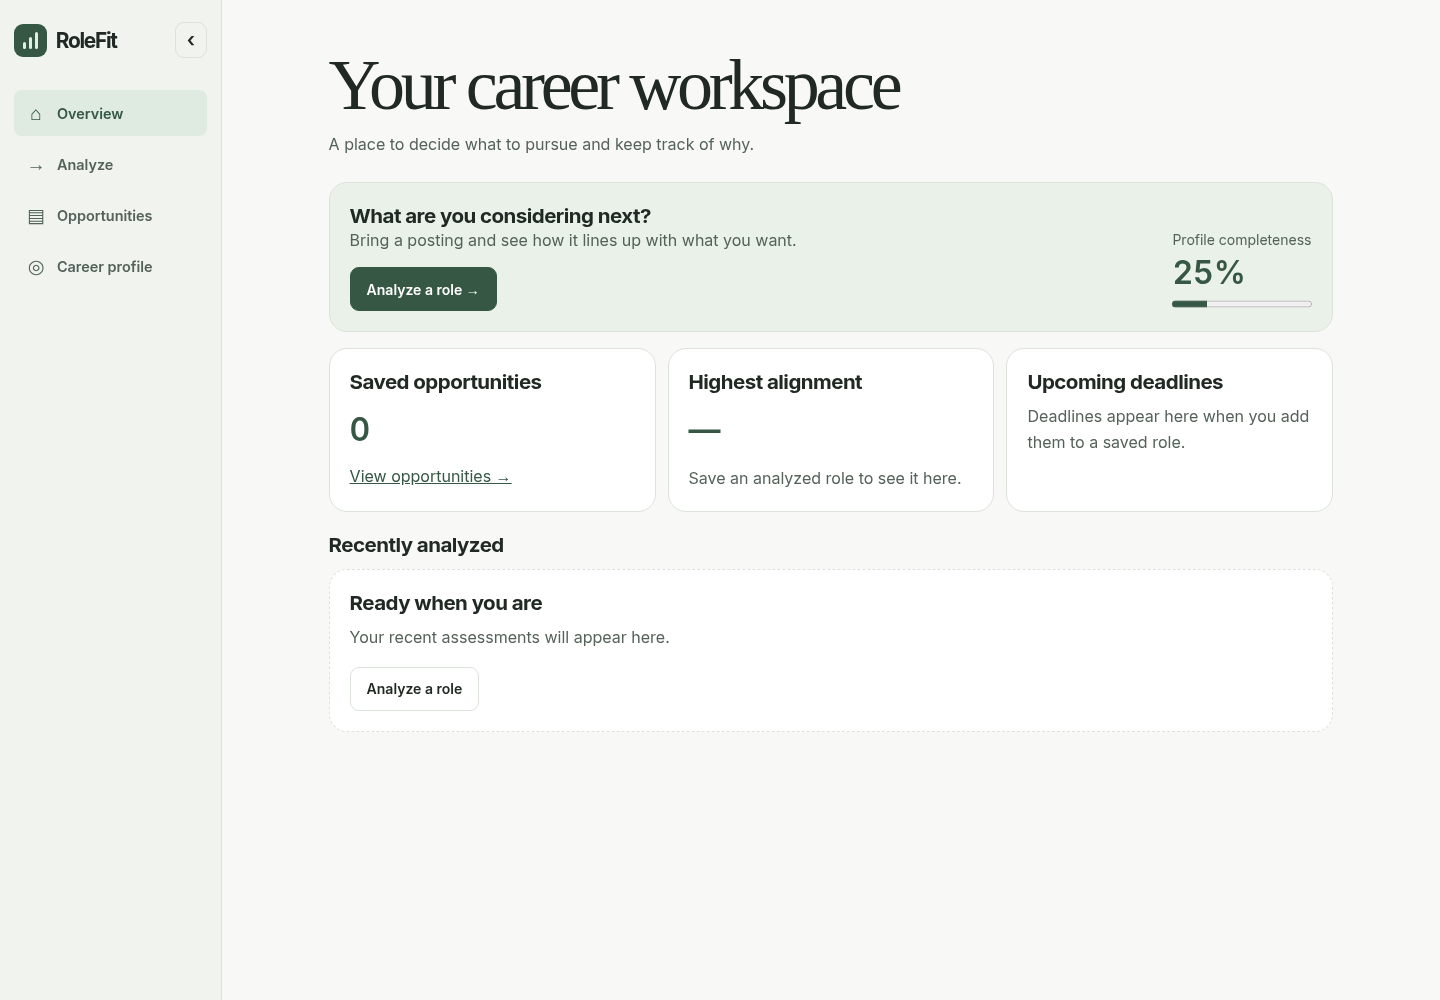 RoleFit
Overview
Analyze
Opportunities
Career profile
Your career workspace
A place to decide what to pursue and keep track of why.
What are you considering next?
Bring a posting and see how it lines up with what you want.
Analyze a role →
Profile completeness
25%
Saved opportunities
0
View opportunities →
Highest alignment
—
Save an analyzed role to see it here.
Upcoming deadlines
Deadlines appear here when you add
them to a saved role.
Recently analyzed
Ready when you are
Your recent assessments will appear here.
Analyze a role